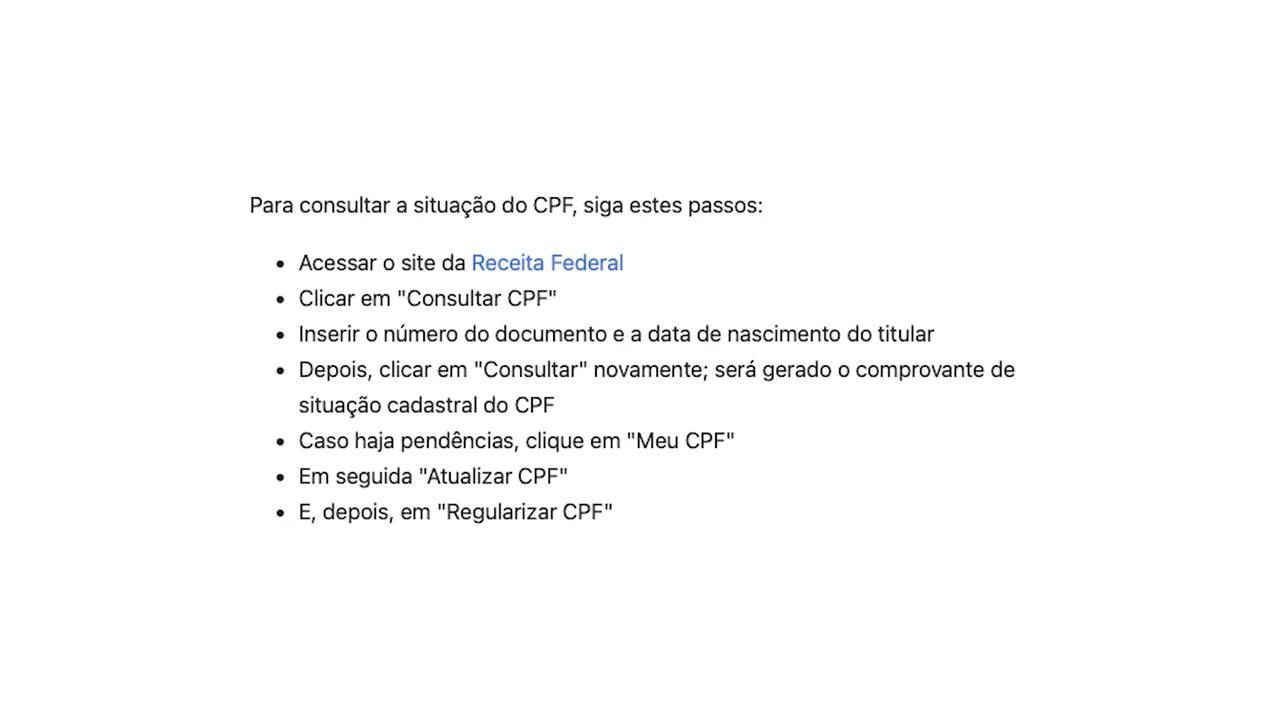 Para consultar a situação do CPF, siga estes passos:
• Acessar o site da Receita Federal
• Clicar em "Consultar CPF"
• Inserir o número do documento e a data de nascimento do titular
• Depois, clicar em "Consultar" novamente; será gerado o comprovante de
situação cadastral do CPF
• Caso haja pendências, clique em "Meu CPF"
• Em seguida "Atualizar CPF"
• E, depois, em "Regularizar CPF"